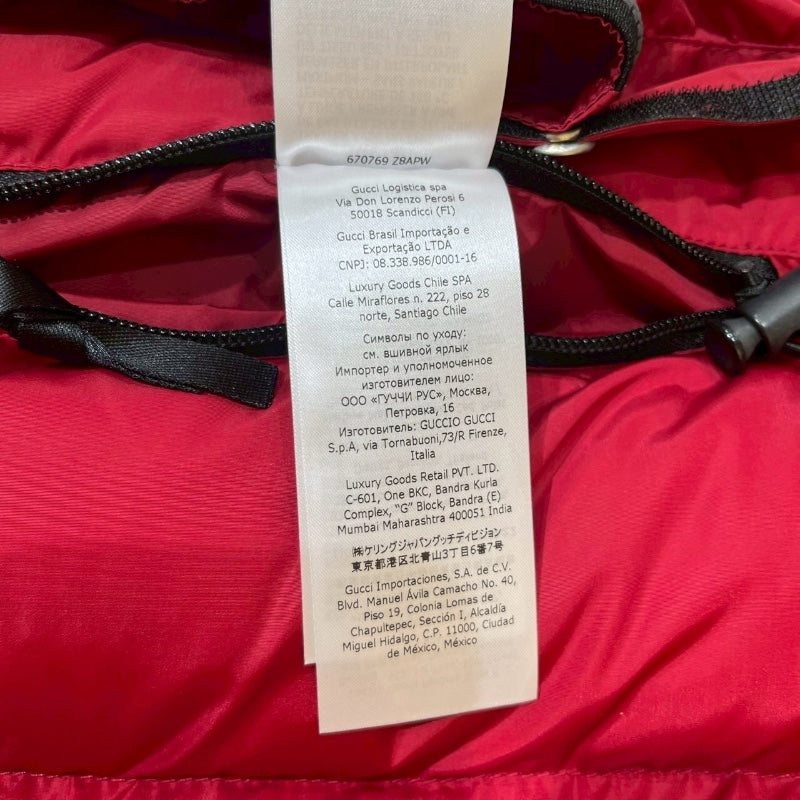 670769 Z8APW
Gucci Logistica spa
Via Don Lorenzo Perosi 6
50018 Scandicci (FI)
Gucci Brasil Importação e
Exportação LTDA
CNPJ: 08.338.986/0001-16
Luxury Goods Chile SPA
Calle Miraflores n. 222, piso 28
norte, Santiago Chile
Символы по уходу:
см. вшивной ярлык
Импортер и уполномоченное
изготовителем лицо:
ООО «ГУЧЧИ РУС», Москва,
Петровка, 16
Изготовитель: GUCCIO GUCCI
S.p.A, via Tornabuoni,73/R Firenze,
Italia
Luxury Goods Retail PVT. LTD.
C-601, One BKC, Bandra Kurla
Complex, "G" Block, Bandra (E)
Mumbai Maharashtra 400051 India
㈱ケリングジャパングッチディビジョン
東京都港区北青山3丁目6番7号
Gucci Importaciones, S.A. de C.V.
Blvd. Manuel Ávila Camacho No. 40,
Piso 19, Colonia Lomas de
Chapultepec, Sección I, Alcaldía
Miguel Hidalgo, C.P. 11000, Ciudad
de México, México